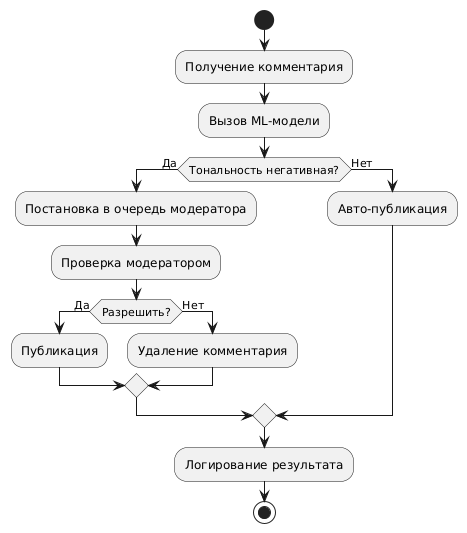 Получение комментария
Вызов ML-модели
Да
Тональность негативная?
Нет
Постановка в очередь модератора
Авто-публикация
Проверка модератором
Да
Разрешить?
Нет
Публикация
Удаление комментария
Логирование результата